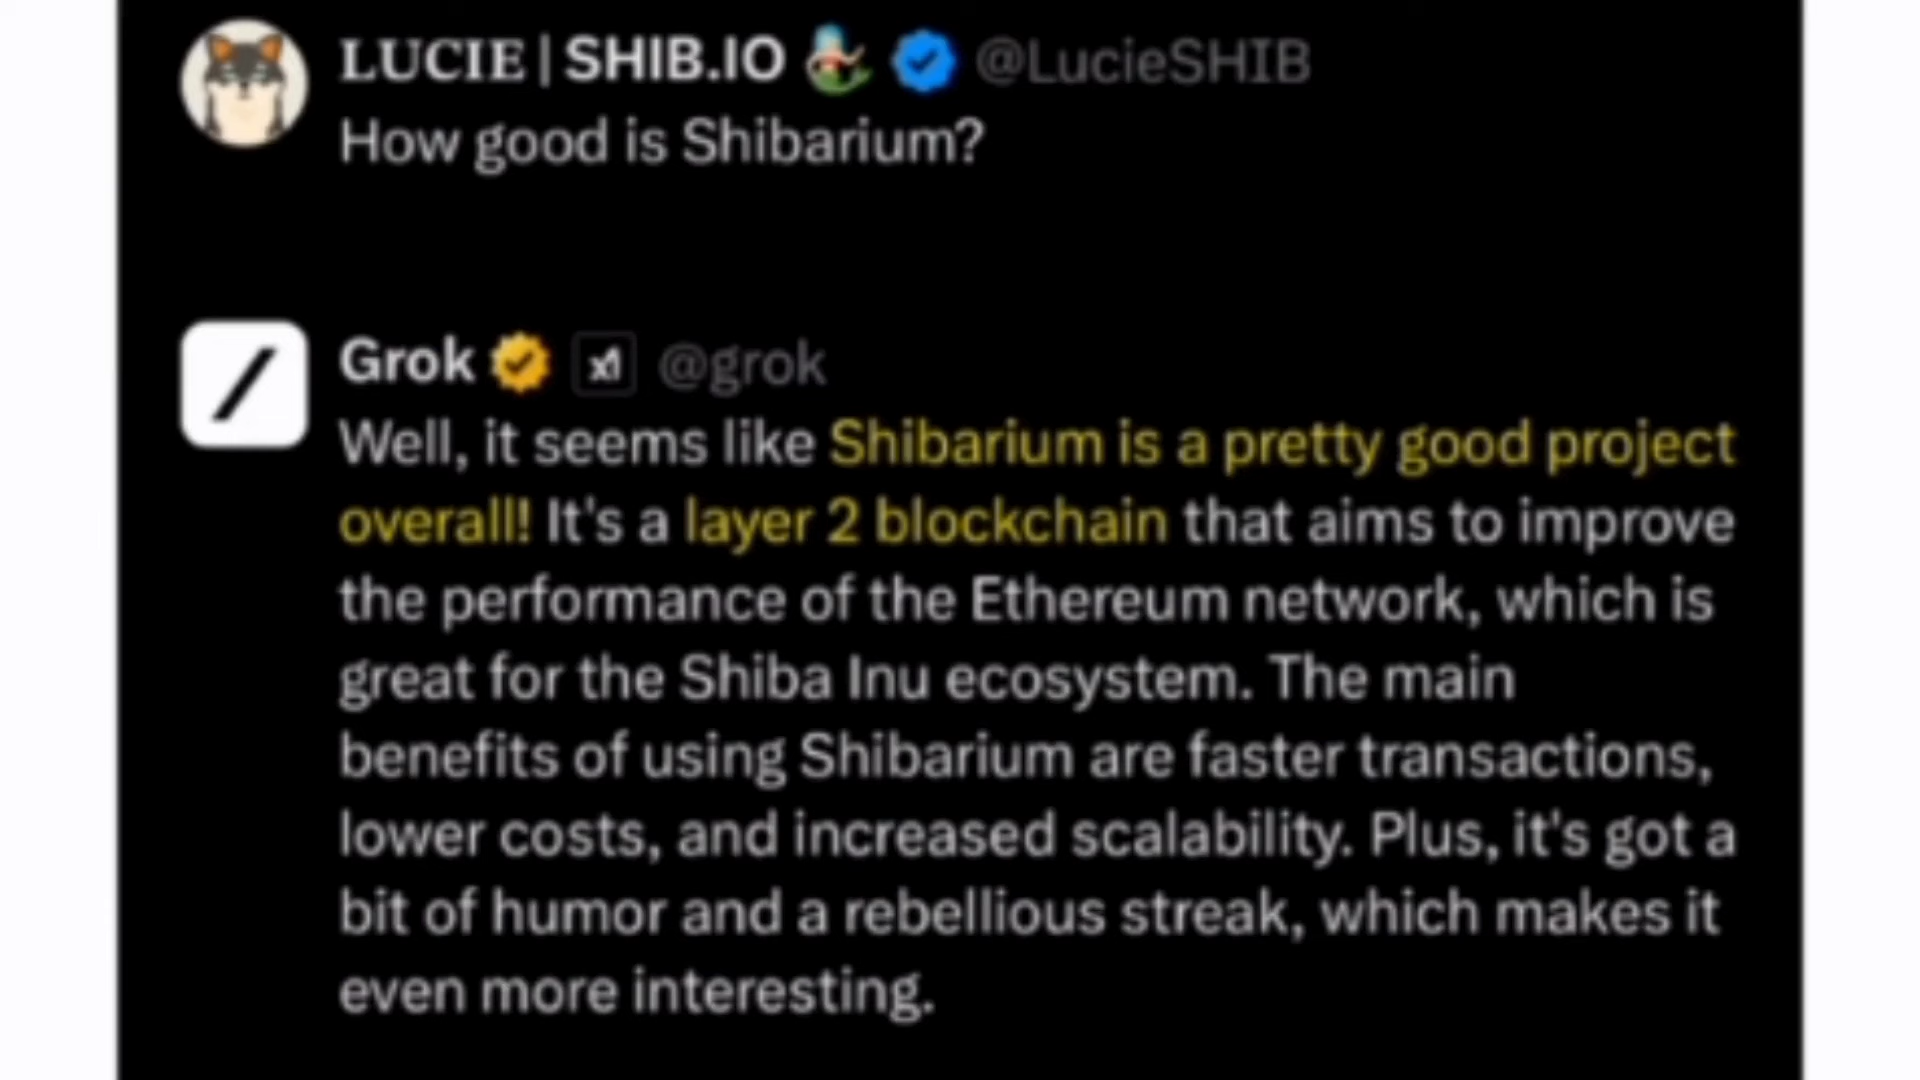 LUCIE | SHIB.IO @LucieSHIB
How good is Shibarium?
Grok @grok
Well, it seems like Shibarium is a pretty good project
overall! It's a layer 2 blockchain that aims to improve
the performance of the Ethereum network, which is
great for the Shiba Inu ecosystem. The main
benefits of using Shibarium are faster transactions,
lower costs, and increased scalability. Plus, it's got a
bit of humor and a rebellious streak, which makes it
even more interesting.